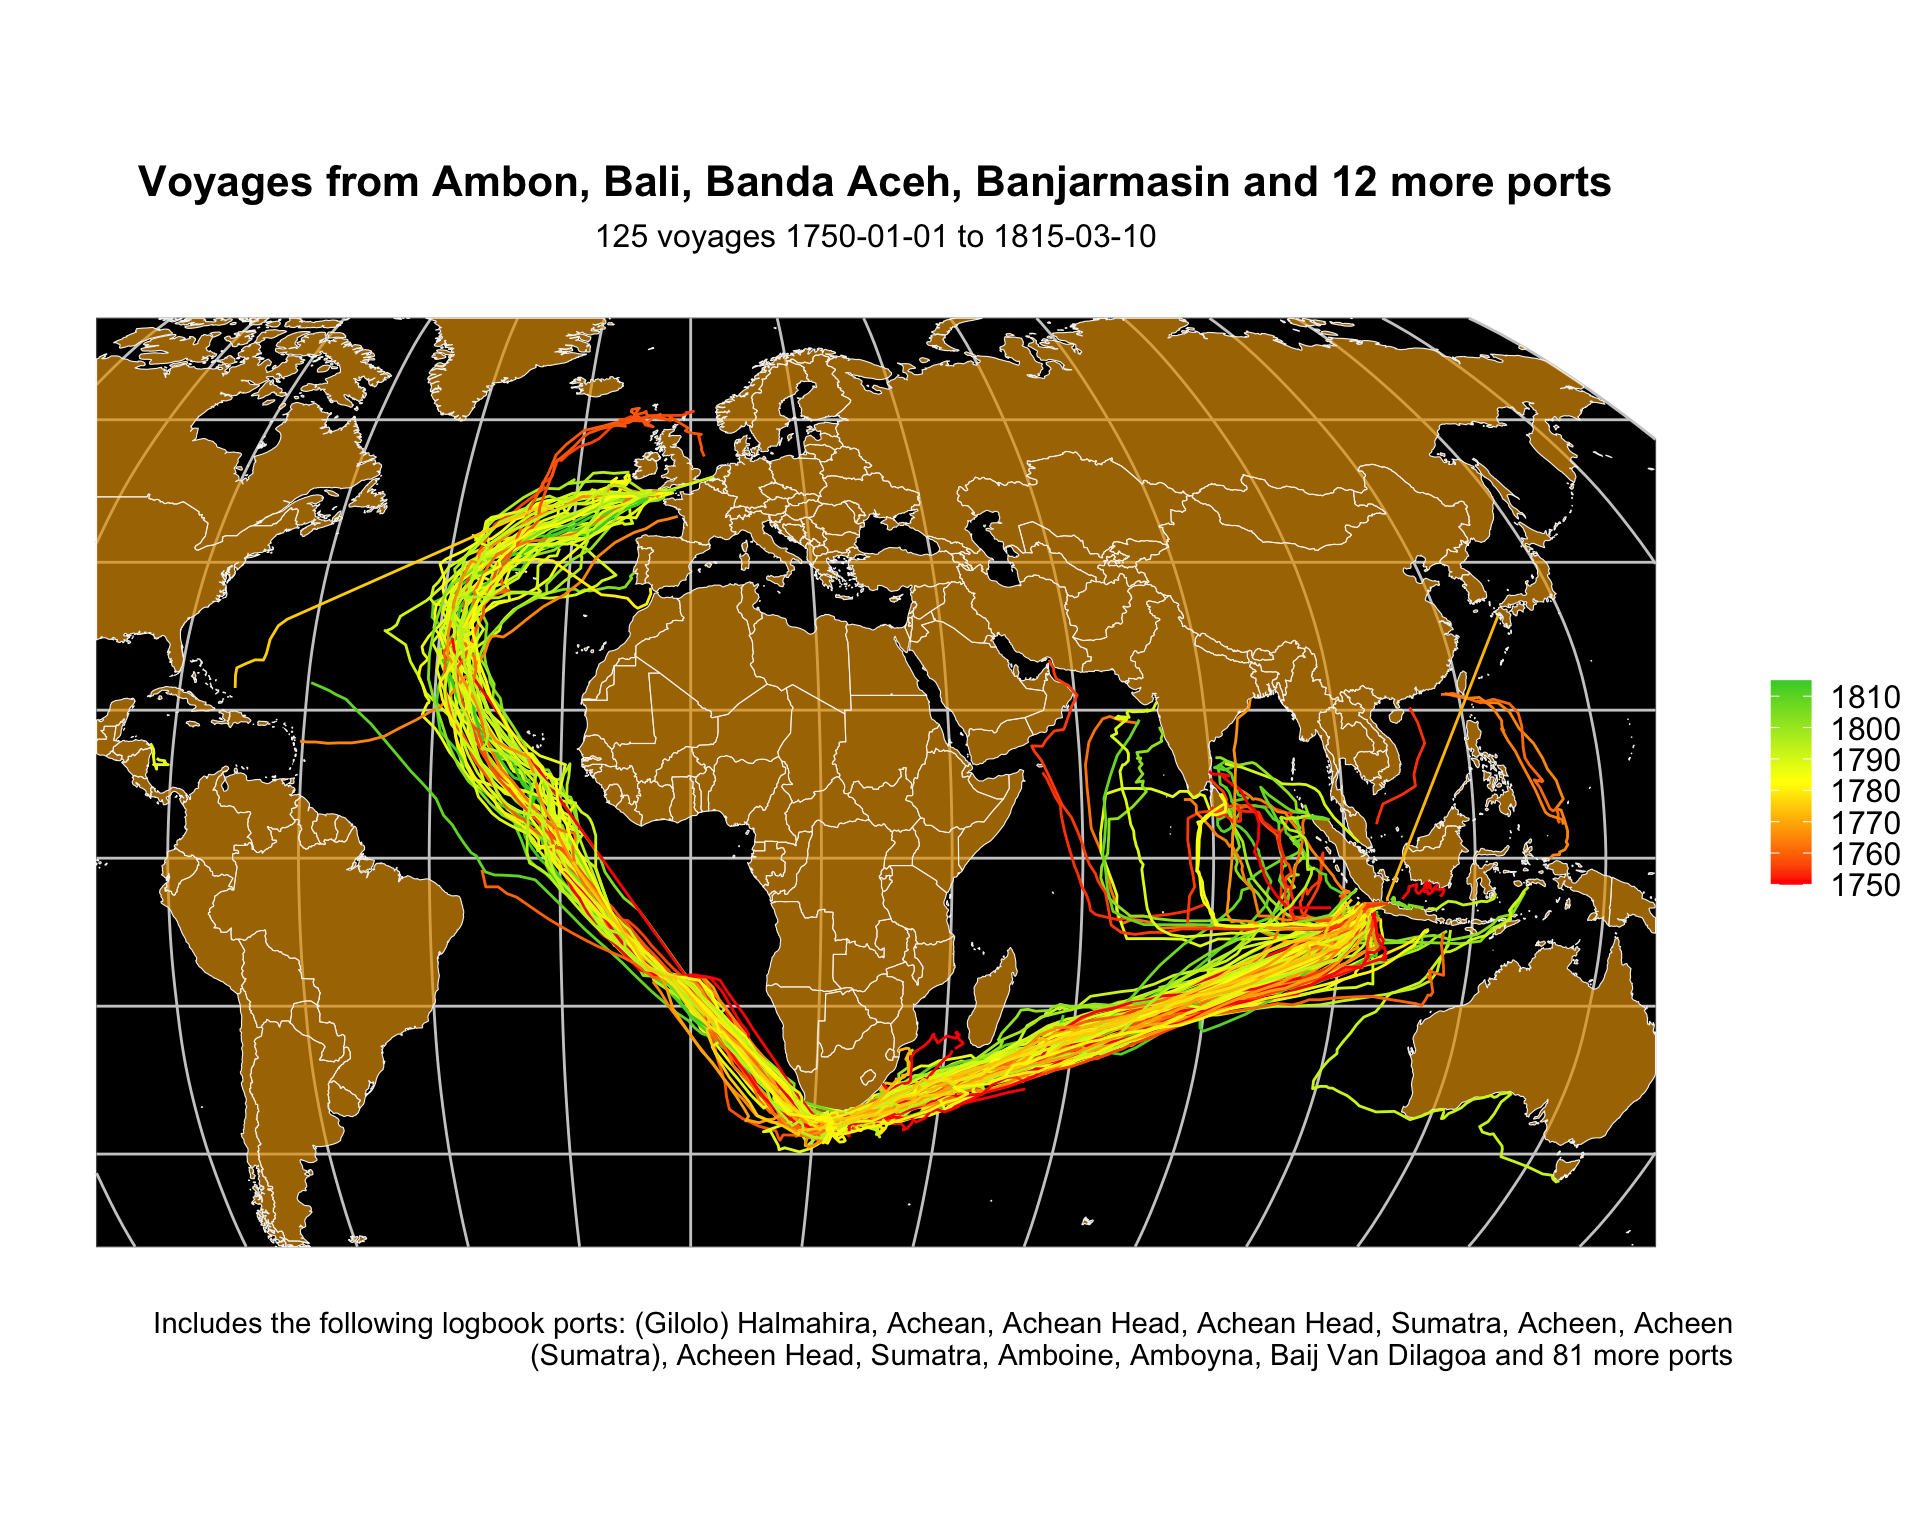 Voyages from Ambon, Bali, Banda Aceh, Banjarmasin and 12 more ports
125 voyages 1750-01-01 to 1815-03-10
1810
1800
1790
1780
1770
1760
1750
Includes the following logbook ports: (Gilolo) Halmahira, Achean, Achean Head, Achean Head, Sumatra, Acheen, Acheen
(Sumatra), Acheen Head, Sumatra, Amboine, Amboyna, Baij Van Dilagoa and 81 more ports